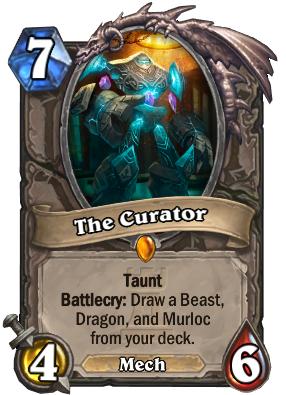 7
The Curator
Taunt
Battlecry: Draw a Beast,
Dragon, and Murloc
from your deck.
4
Mech
6